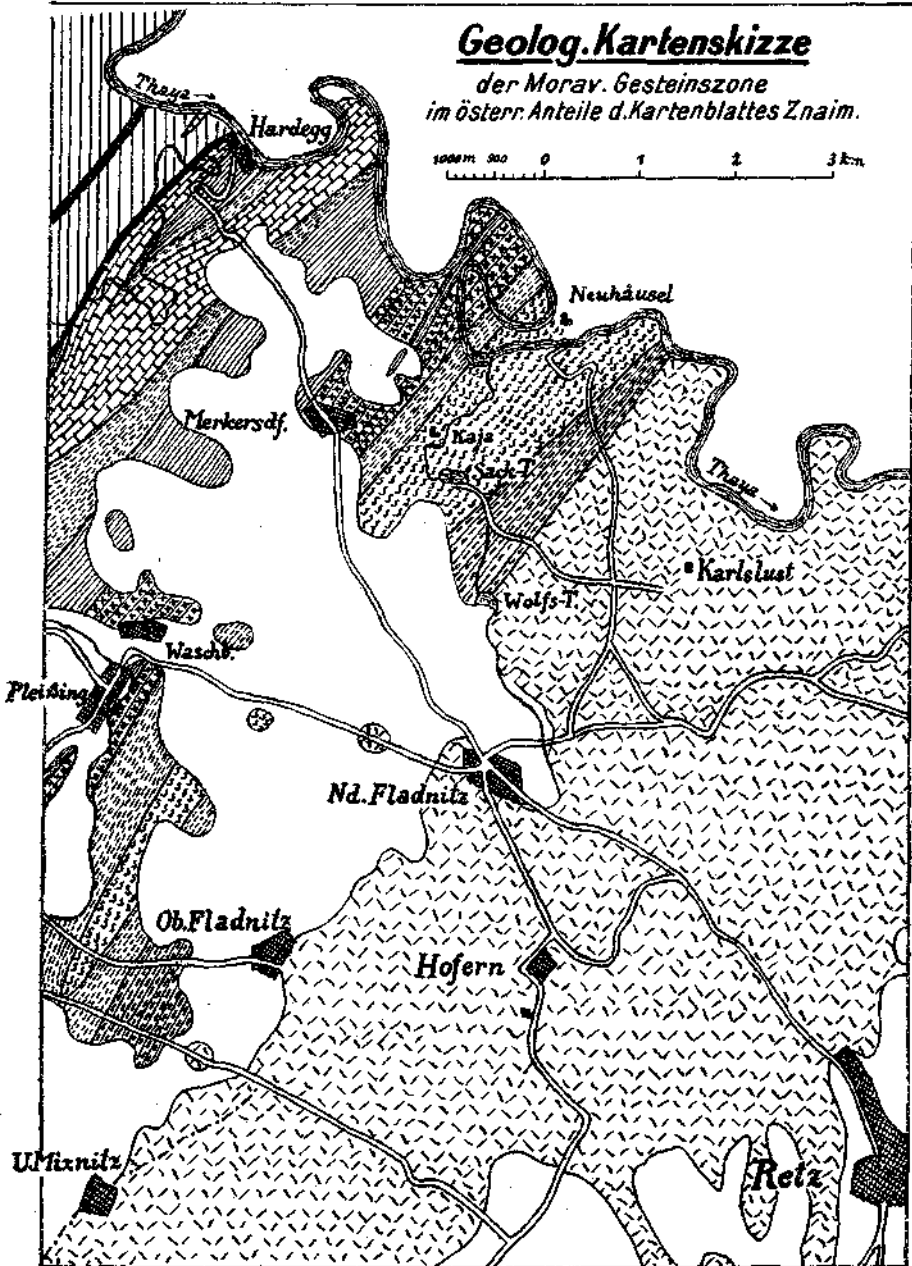 Geolog. Kartenskizze
der Morav. Gesteinszone
im österr. Anteile d. Kartenblattes Znaim.
1000m 500 0 1 2 3 km
Thaya →
Hardegg
Neuhäusel
Merkersdf.
Kaja
Sack-T.
Thaya →
Karlslust
Wolfs-T.
Waschb.
Pleißing
Nd. Fladnitz
Ob. Fladnitz
Hofern
U. Mixnitz
Retz